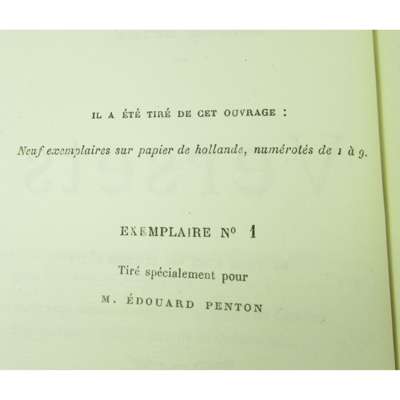 IL A ÉTÉ TIRÉ DE CET OUVRAGE :
Neuf exemplaires sur papier de hollande, numérotés de 1 à 9.
EXEMPLAIRE Nº 1
Tiré spécialement pour
M. ÉDOUARD PENTON